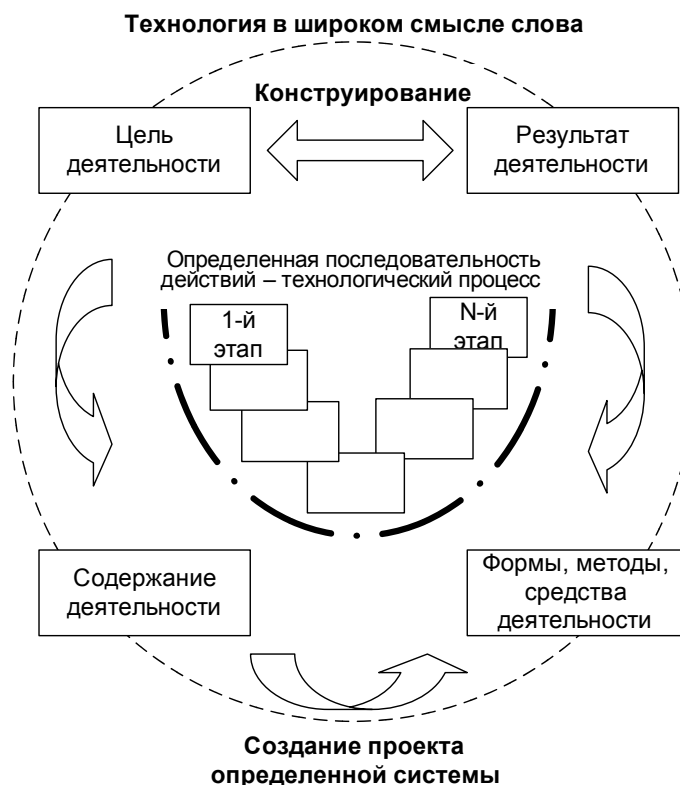 Технология в широком смысле слова
Конструирование
Цель
деятельности
Результат
деятельности
Определенная последовательность
действий – технологический процесс
1-й
этап
N-й
этап
Содержание
деятельности
Формы, методы,
средства
деятельности
Создание проекта
определенной системы